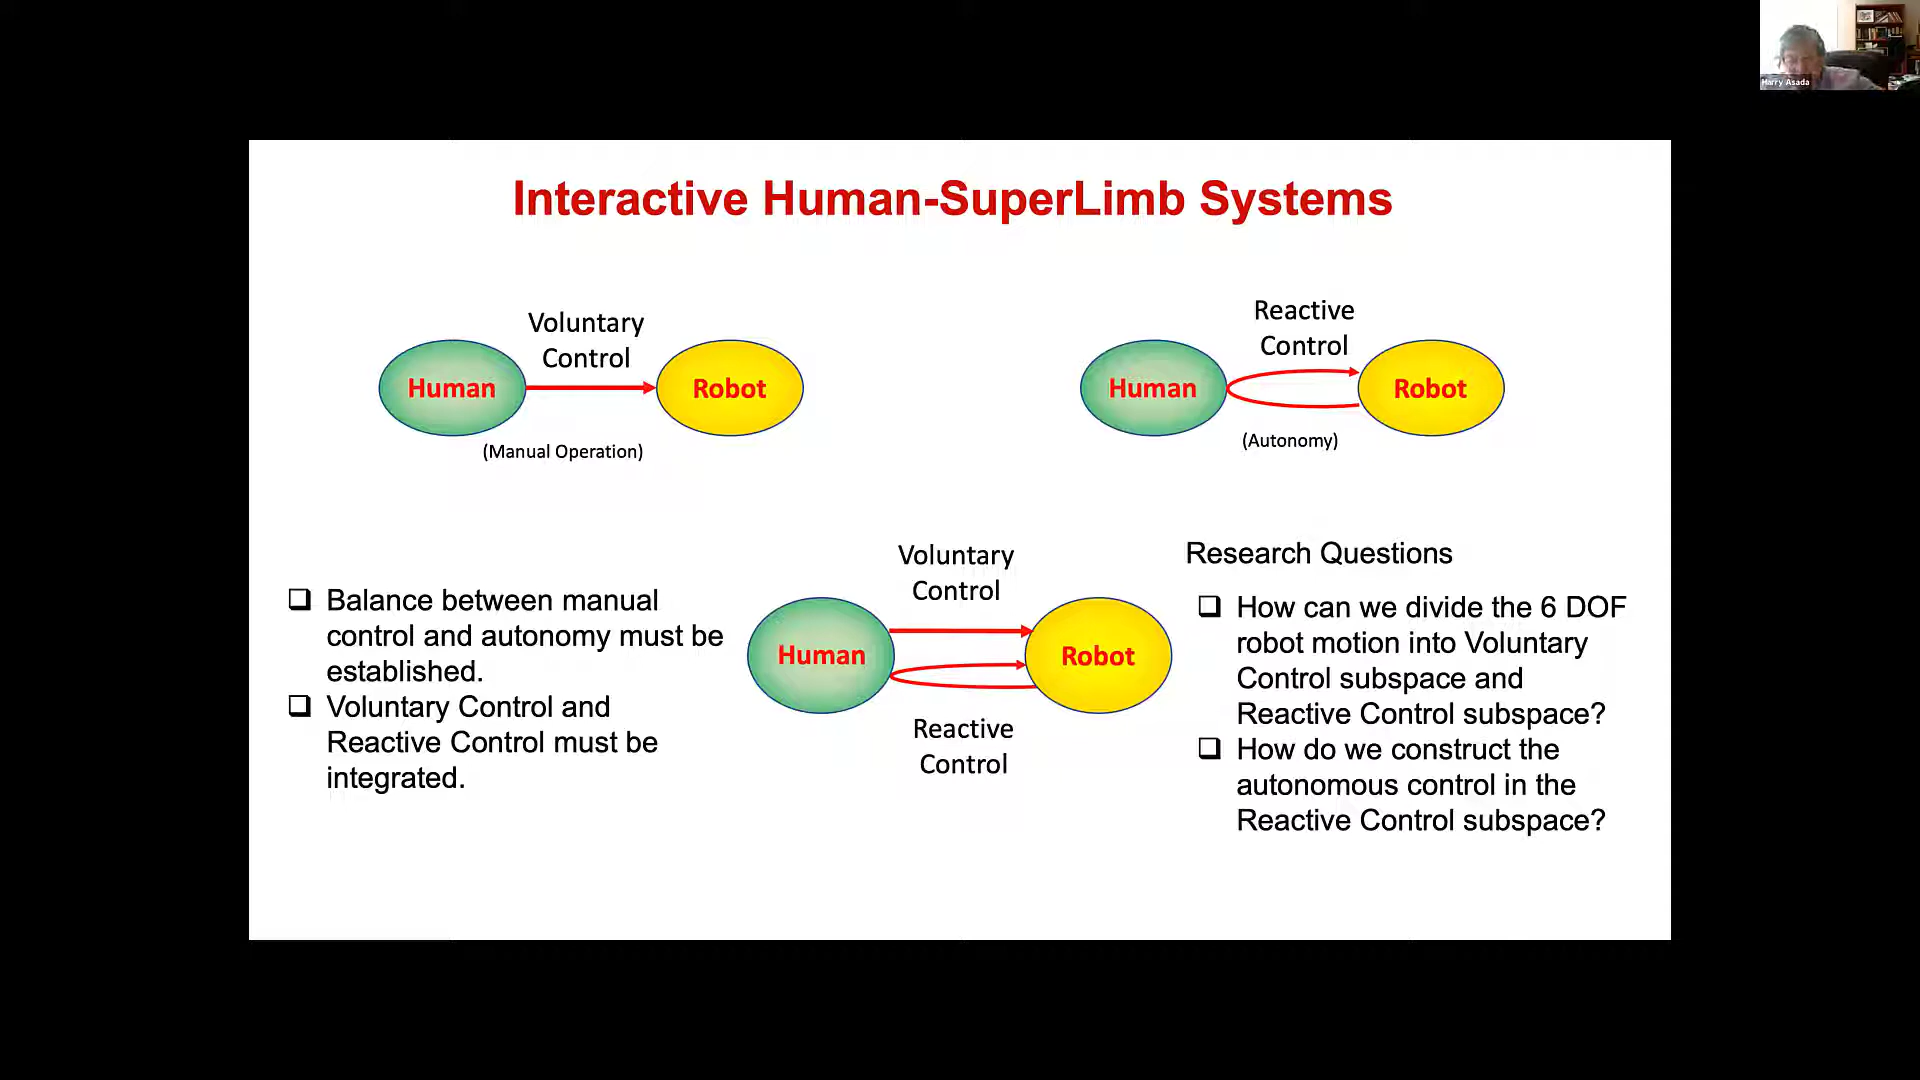 Harry Asada
Interactive Human-SuperLimb Systems
Voluntary
Control
Human
Robot
(Manual Operation)
Reactive
Control
Human
Robot
(Autonomy)
❑ Balance between manual
control and autonomy must be
established.
❑ Voluntary Control and
Reactive Control must be
integrated.
Voluntary
Control
Human
Robot
Reactive
Control
Research Questions
❑ How can we divide the 6 DOF
robot motion into Voluntary
Control subspace and
Reactive Control subspace?
❑ How do we construct the
autonomous control in the
Reactive Control subspace?